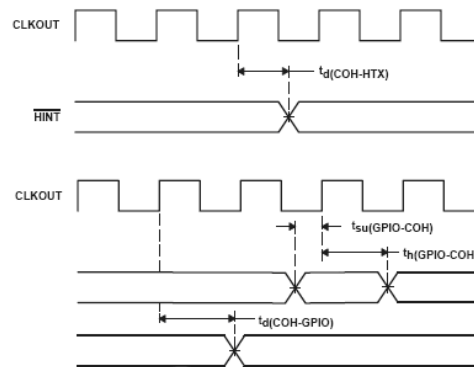 CLKOUT
td(COH-HTX)
HINT
CLKOUT
tsu(GPIO-COH)
th(GPIO-COH
td(COH-GPIO)